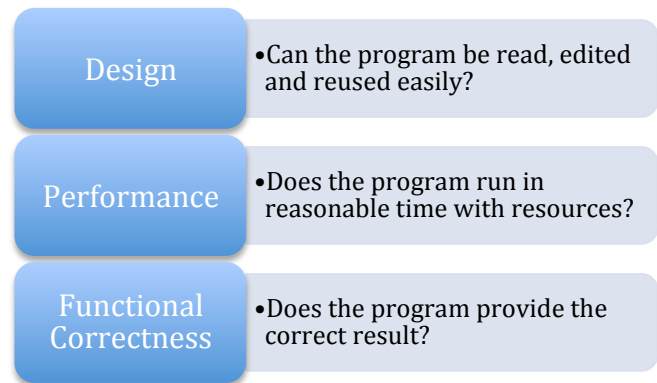 Design
•Can the program be read, edited
and reused easily?
Performance
•Does the program run in
reasonable time with resources?
Functional
Correctness
•Does the program provide the
correct result?